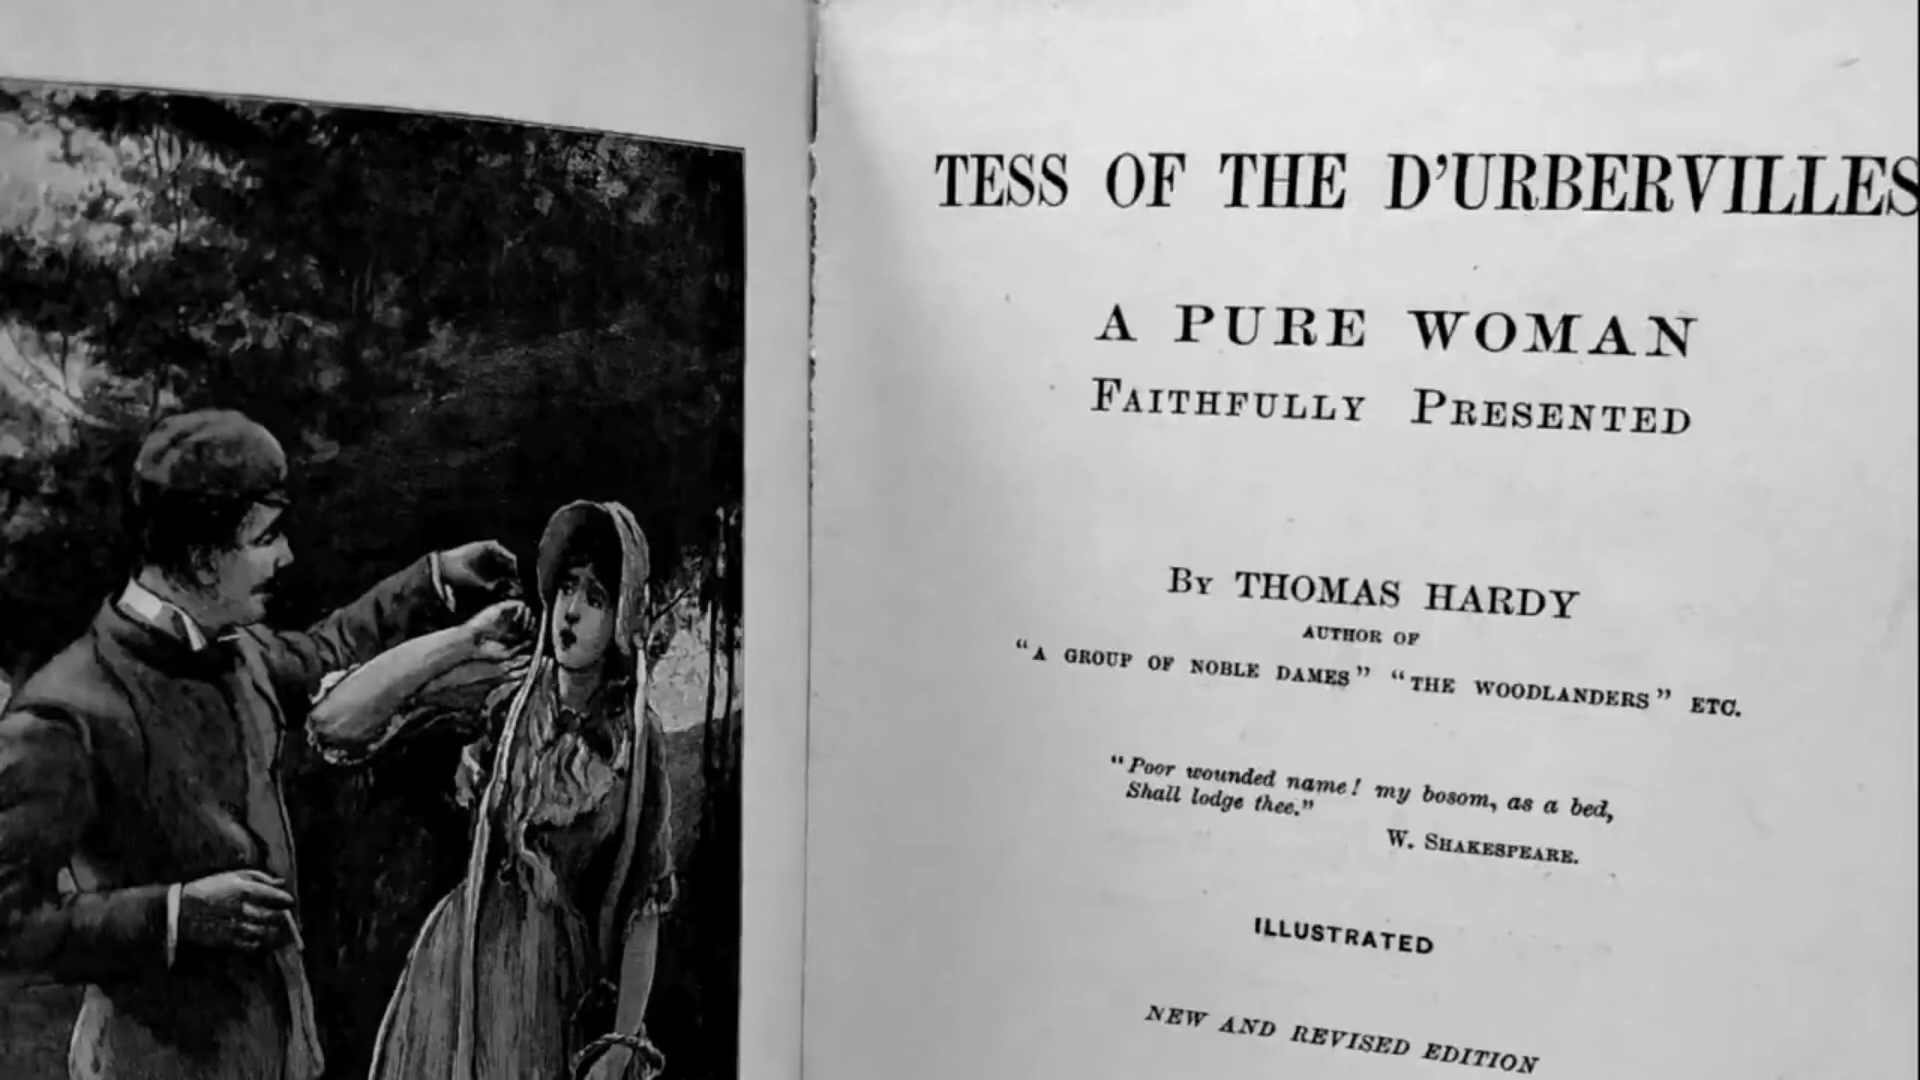 TESS OF THE D'URBERVILLES
A PURE WOMAN
FAITHFULLY PRESENTED
BY THOMAS HARDY
AUTHOR OF
“A GROUP OF NOBLE DAMES” “THE WOODLANDERS” ETC.
“Poor wounded name! my bosom, as a bed,
Shall lodge thee.”
W. SHAKESPEARE.
ILLUSTRATED
NEW AND REVISED EDITION